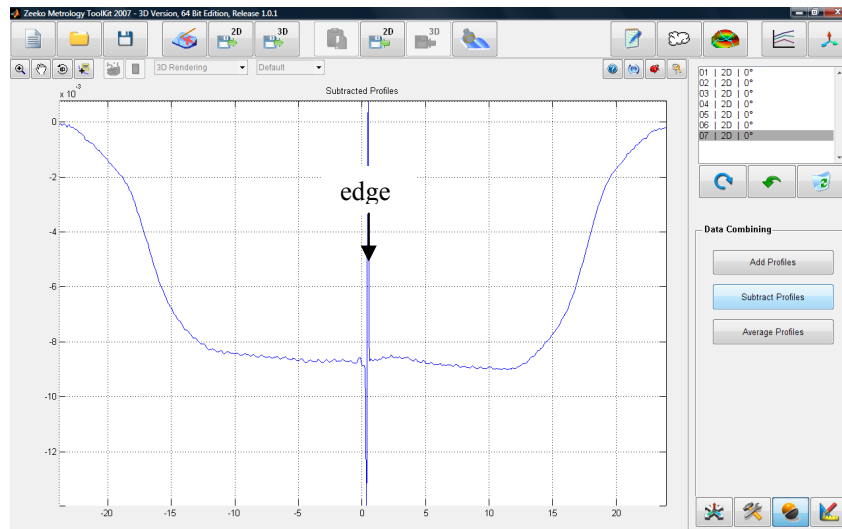 Zeeko Metrology ToolKit 2007 - 3D Version, 64 Bit Edition, Release 1.0.1
2D 3D 2D 3D
3D Rendering Default
Subtracted Profiles
x 10⁻³
0
-2
-4
-6
-8
-10
-12
edge
-20 -15 -10 -5 0 5 10 15 20
01 | 2D | 0°
02 | 2D | 0°
03 | 2D | 0°
04 | 2D | 0°
05 | 2D | 0°
06 | 2D | 0°
07 | 2D | 0°
Data Combining
Add Profiles
Subtract Profiles
Average Profiles